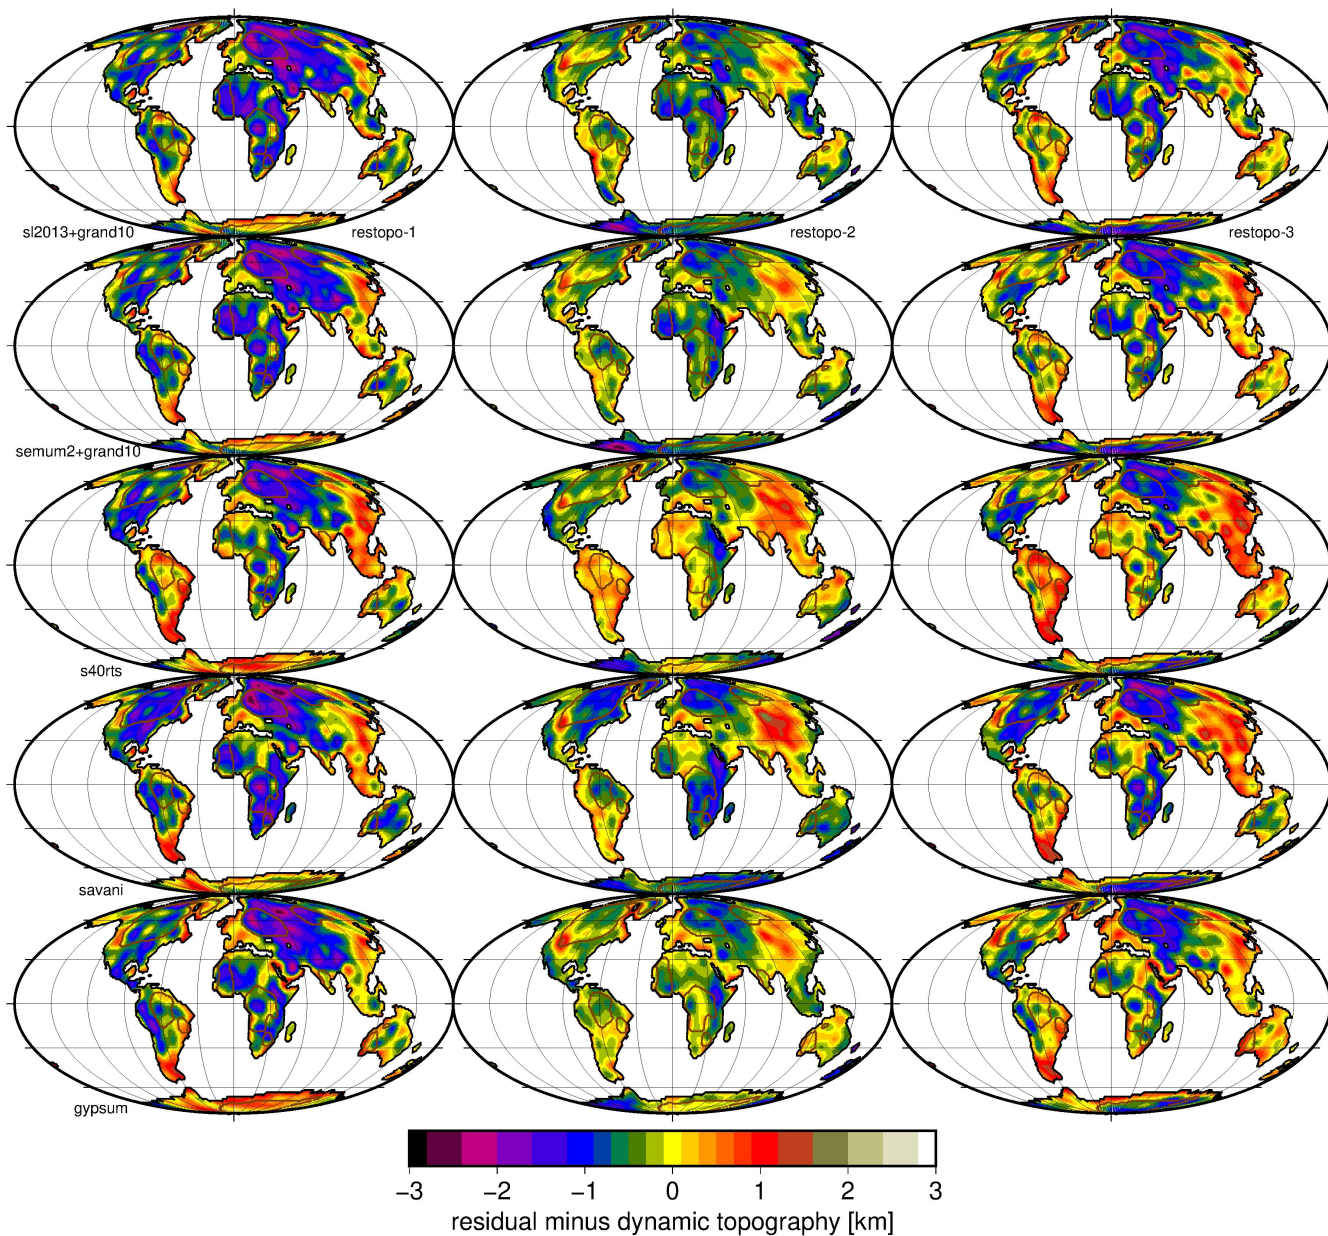 sl2013+grand10 restopo-1 restopo-2 restopo-3
semum2+grand10
s40rts
savani
gypsum
−3 −2 −1 0 1 2 3
residual minus dynamic topography [km]